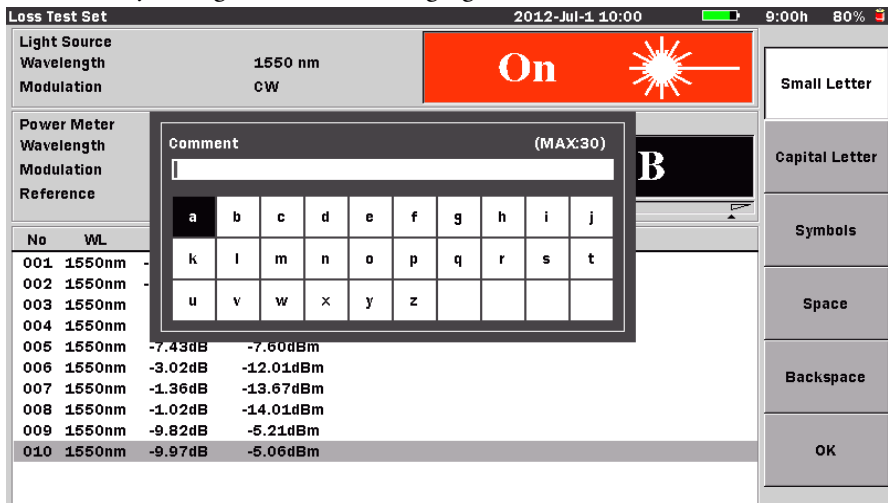 Loss Test Set 2012-Jul-1 10:00 9:00h 80%
Light Source
Wavelength 1550 nm
Modulation CW
On
Power Meter
Wavelength
Modulation
Reference
B
Comment (MAX:30)
a b c d e f g h i j
k l m n o p q r s t
u v w x y z
No WL
001 1550nm -
002 1550nm -
003 1550nm
004 1550nm
005 1550nm -7.43dB -7.60dBm
006 1550nm -3.02dB -12.01dBm
007 1550nm -1.36dB -13.67dBm
008 1550nm -1.02dB -14.01dBm
009 1550nm -9.82dB -5.21dBm
010 1550nm -9.97dB -5.06dBm
Small Letter
Capital Letter
Symbols
Space
Backspace
OK